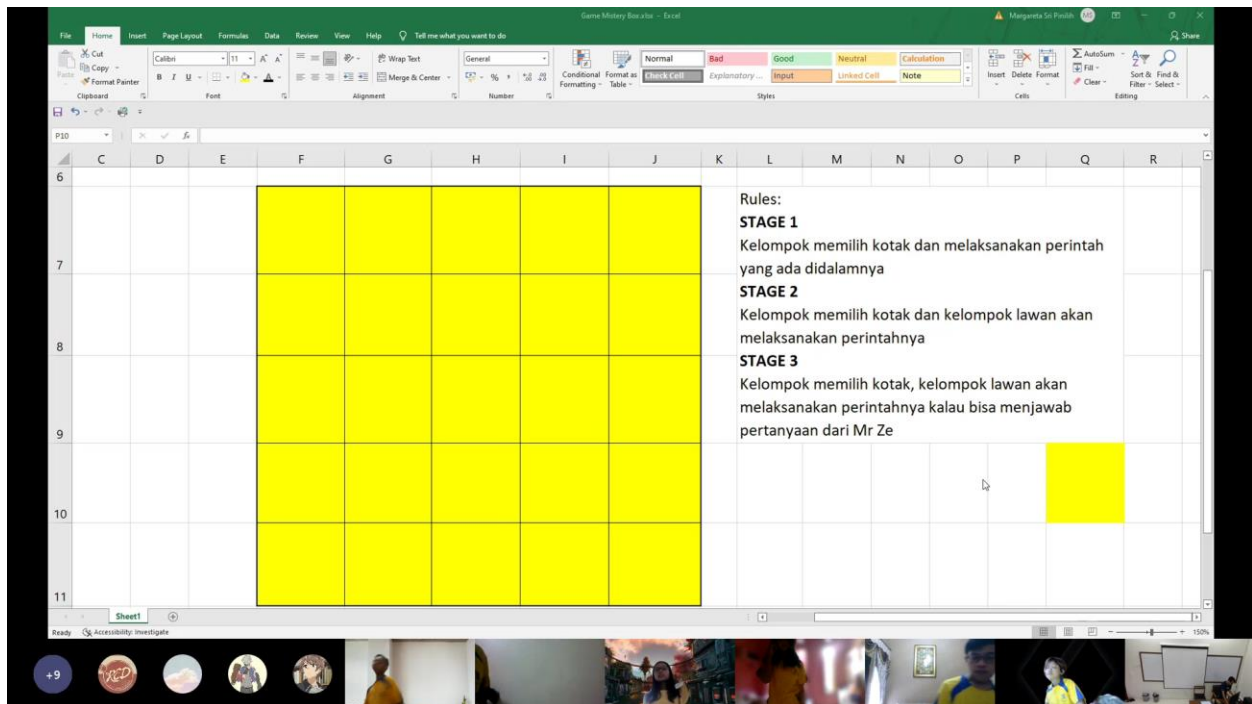 Game Mistery Box.xlsx - Excel
Margareta Sri Pinilih
MS
File Home Insert Page Layout Formulas Data Review View Help Tell me what you want to do
Share
Paste
Cut
Copy
Format Painter
Clipboard
Calibri 11
B I U
Font
Wrap Text
Merge & Center
Alignment
General
Number
Conditional Formatting
Format as Table
Normal Bad Good Neutral Calculation
Check Cell Explanatory ... Input Linked Cell Note
Styles
Insert Delete Format
Cells
AutoSum
Fill
Clear
Sort & Filter
Find & Select
Editing
P10
fx
C D E F G H I J K L M N O P Q R
6
7
8
9
10
11
Rules:
STAGE 1
Kelompok memilih kotak dan melaksanakan perintah
yang ada didalamnya
STAGE 2
Kelompok memilih kotak dan kelompok lawan akan
melaksanakan perintahnya
STAGE 3
Kelompok memilih kotak, kelompok lawan akan
melaksanakan perintahnya kalau bisa menjawab
pertanyaan dari Mr Ze
Sheet1
Ready Accessibility: Investigate
150%
+9